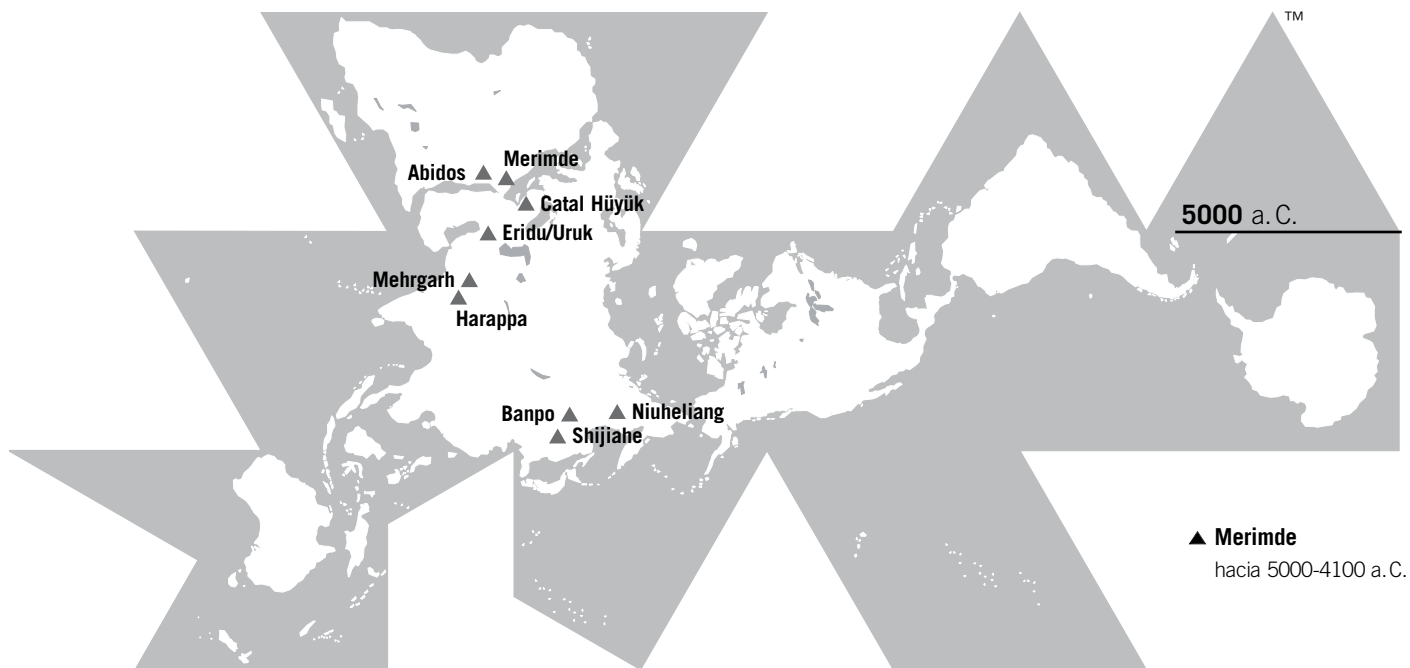 TM
Merimde
Abidos
Catal Hüyük
5000 a.C.
Eridu/Uruk
Mehrgarh
Harappa
Banpo
Niuheliang
Shijiahe
Merimde
hacia 5000-4100 a.C.